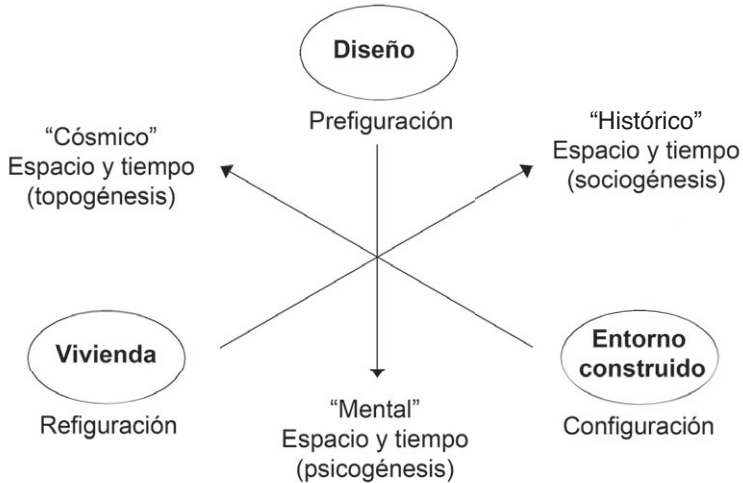 Diseño
Prefiguración
“Cósmico”
Espacio y tiempo
(topogénesis)
“Histórico”
Espacio y tiempo
(sociogénesis)
Vivienda
Refiguración
“Mental”
Espacio y tiempo
(psicogénesis)
Entorno
construido
Configuración